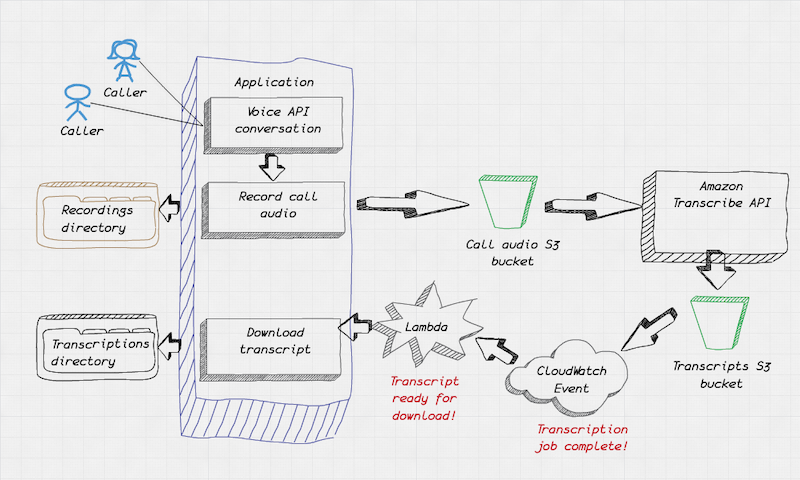 Application
Caller
Caller
Voice API
conversation
Record call
audio
Recordings
directory
Call audio S3
bucket
Amazon
Transcribe API
Transcripts S3
bucket
CloudWatch
Event
Transcription
job complete!
Lambda
Transcript
ready for
download!
Download
transcript
Transcriptions
directory